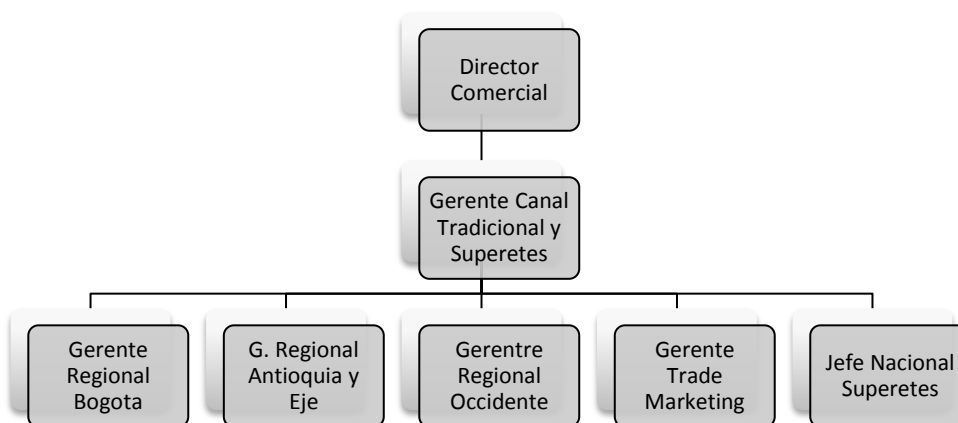 Director
Comercial
Gerente Canal
Tradicional y
Superetes
Gerente
Regional
Bogota
G. Regional
Antioquia y
Eje
Gerentre
Regional
Occidente
Gerente
Trade
Marketing
Jefe Nacional
Superetes